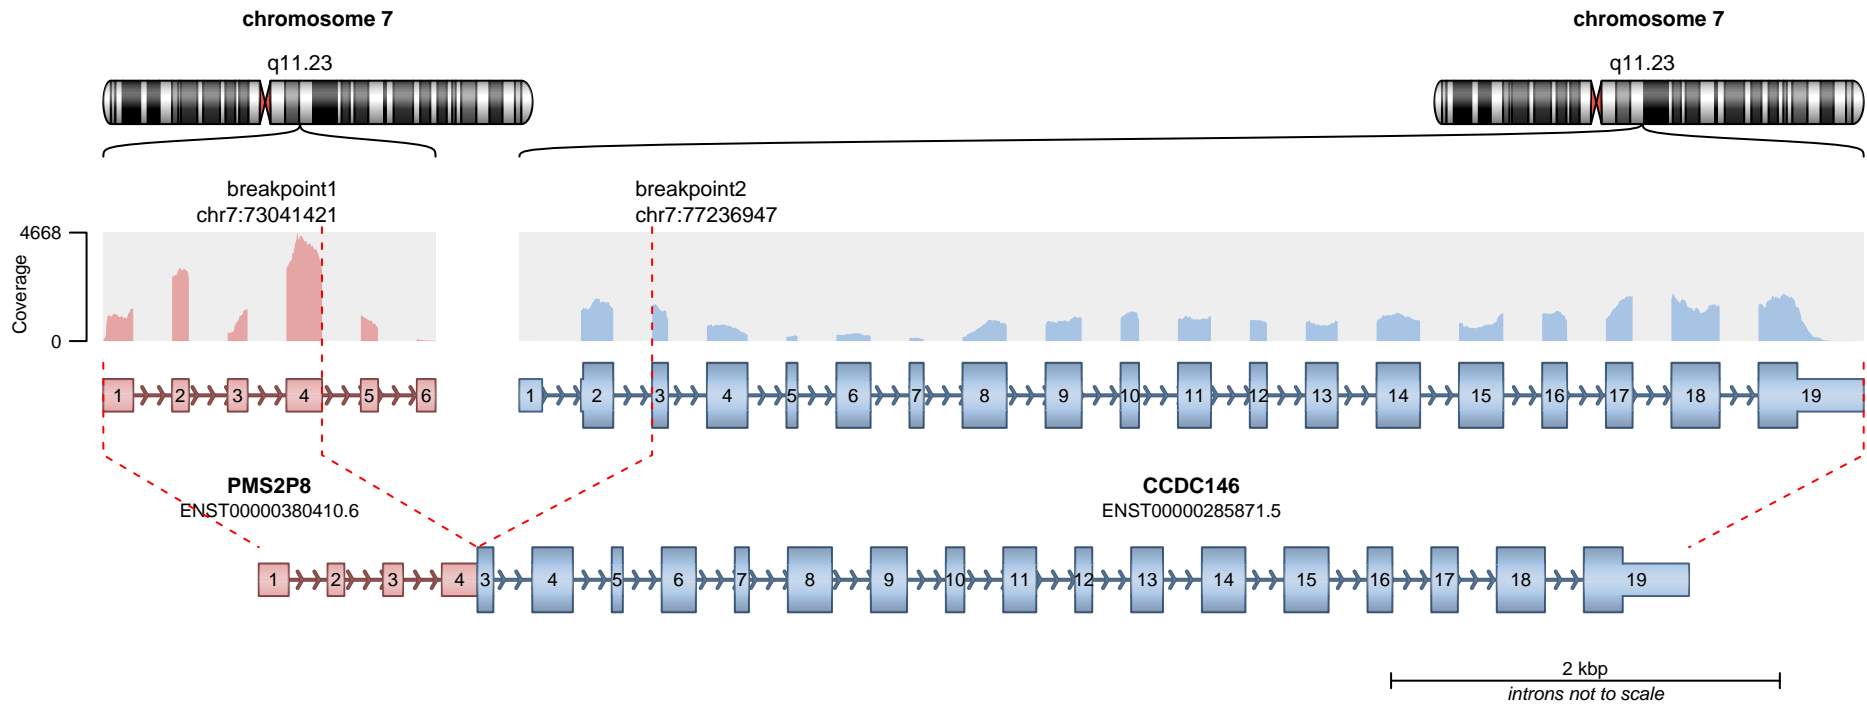 chromosome 7
chromosome 7
q11.23
q11.23
breakpoint1
chr7:73041421
breakpoint2
chr7:77236947
4668
Coverage
0
1 2 3 4 5 6
1 2 3 4 5 6 7 8 9 10 11 12 13 14 15 16 17 18 19
PMS2P8
ENST00000380410.6
CCDC146
ENST00000285871.5
1 2 3 4 3 4 5 6 7 8 9 10 11 12 13 14 15 16 17 18 19
2 kbp
introns not to scale